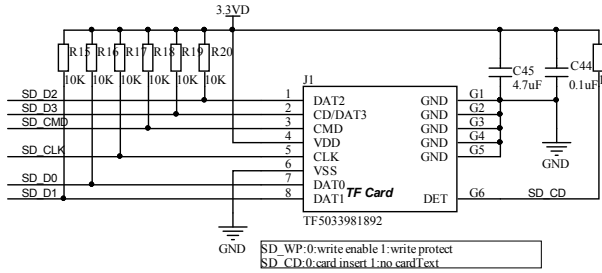 3.3VD
R15 R16 R17 R18 R19 R20
10K 10K 10K 10K 10K 10K
C45
4.7uF
C44
0.1uF
J1
SD_D2 1 DAT2 GND G1
SD_D3 2 CD/DAT3 GND G2
SD_CMD 3 CMD GND G3
4 VDD GND G4
SD_CLK 5 CLK GND G5
6 VSS
SD_D0 7 DAT0
SD_D1 8 DAT1 TF Card DET G6 SD_CD
TF5033981892
GND
GND
SD_WP:0:write enable 1:write protect
SD_CD:0:card insert 1:no cardText